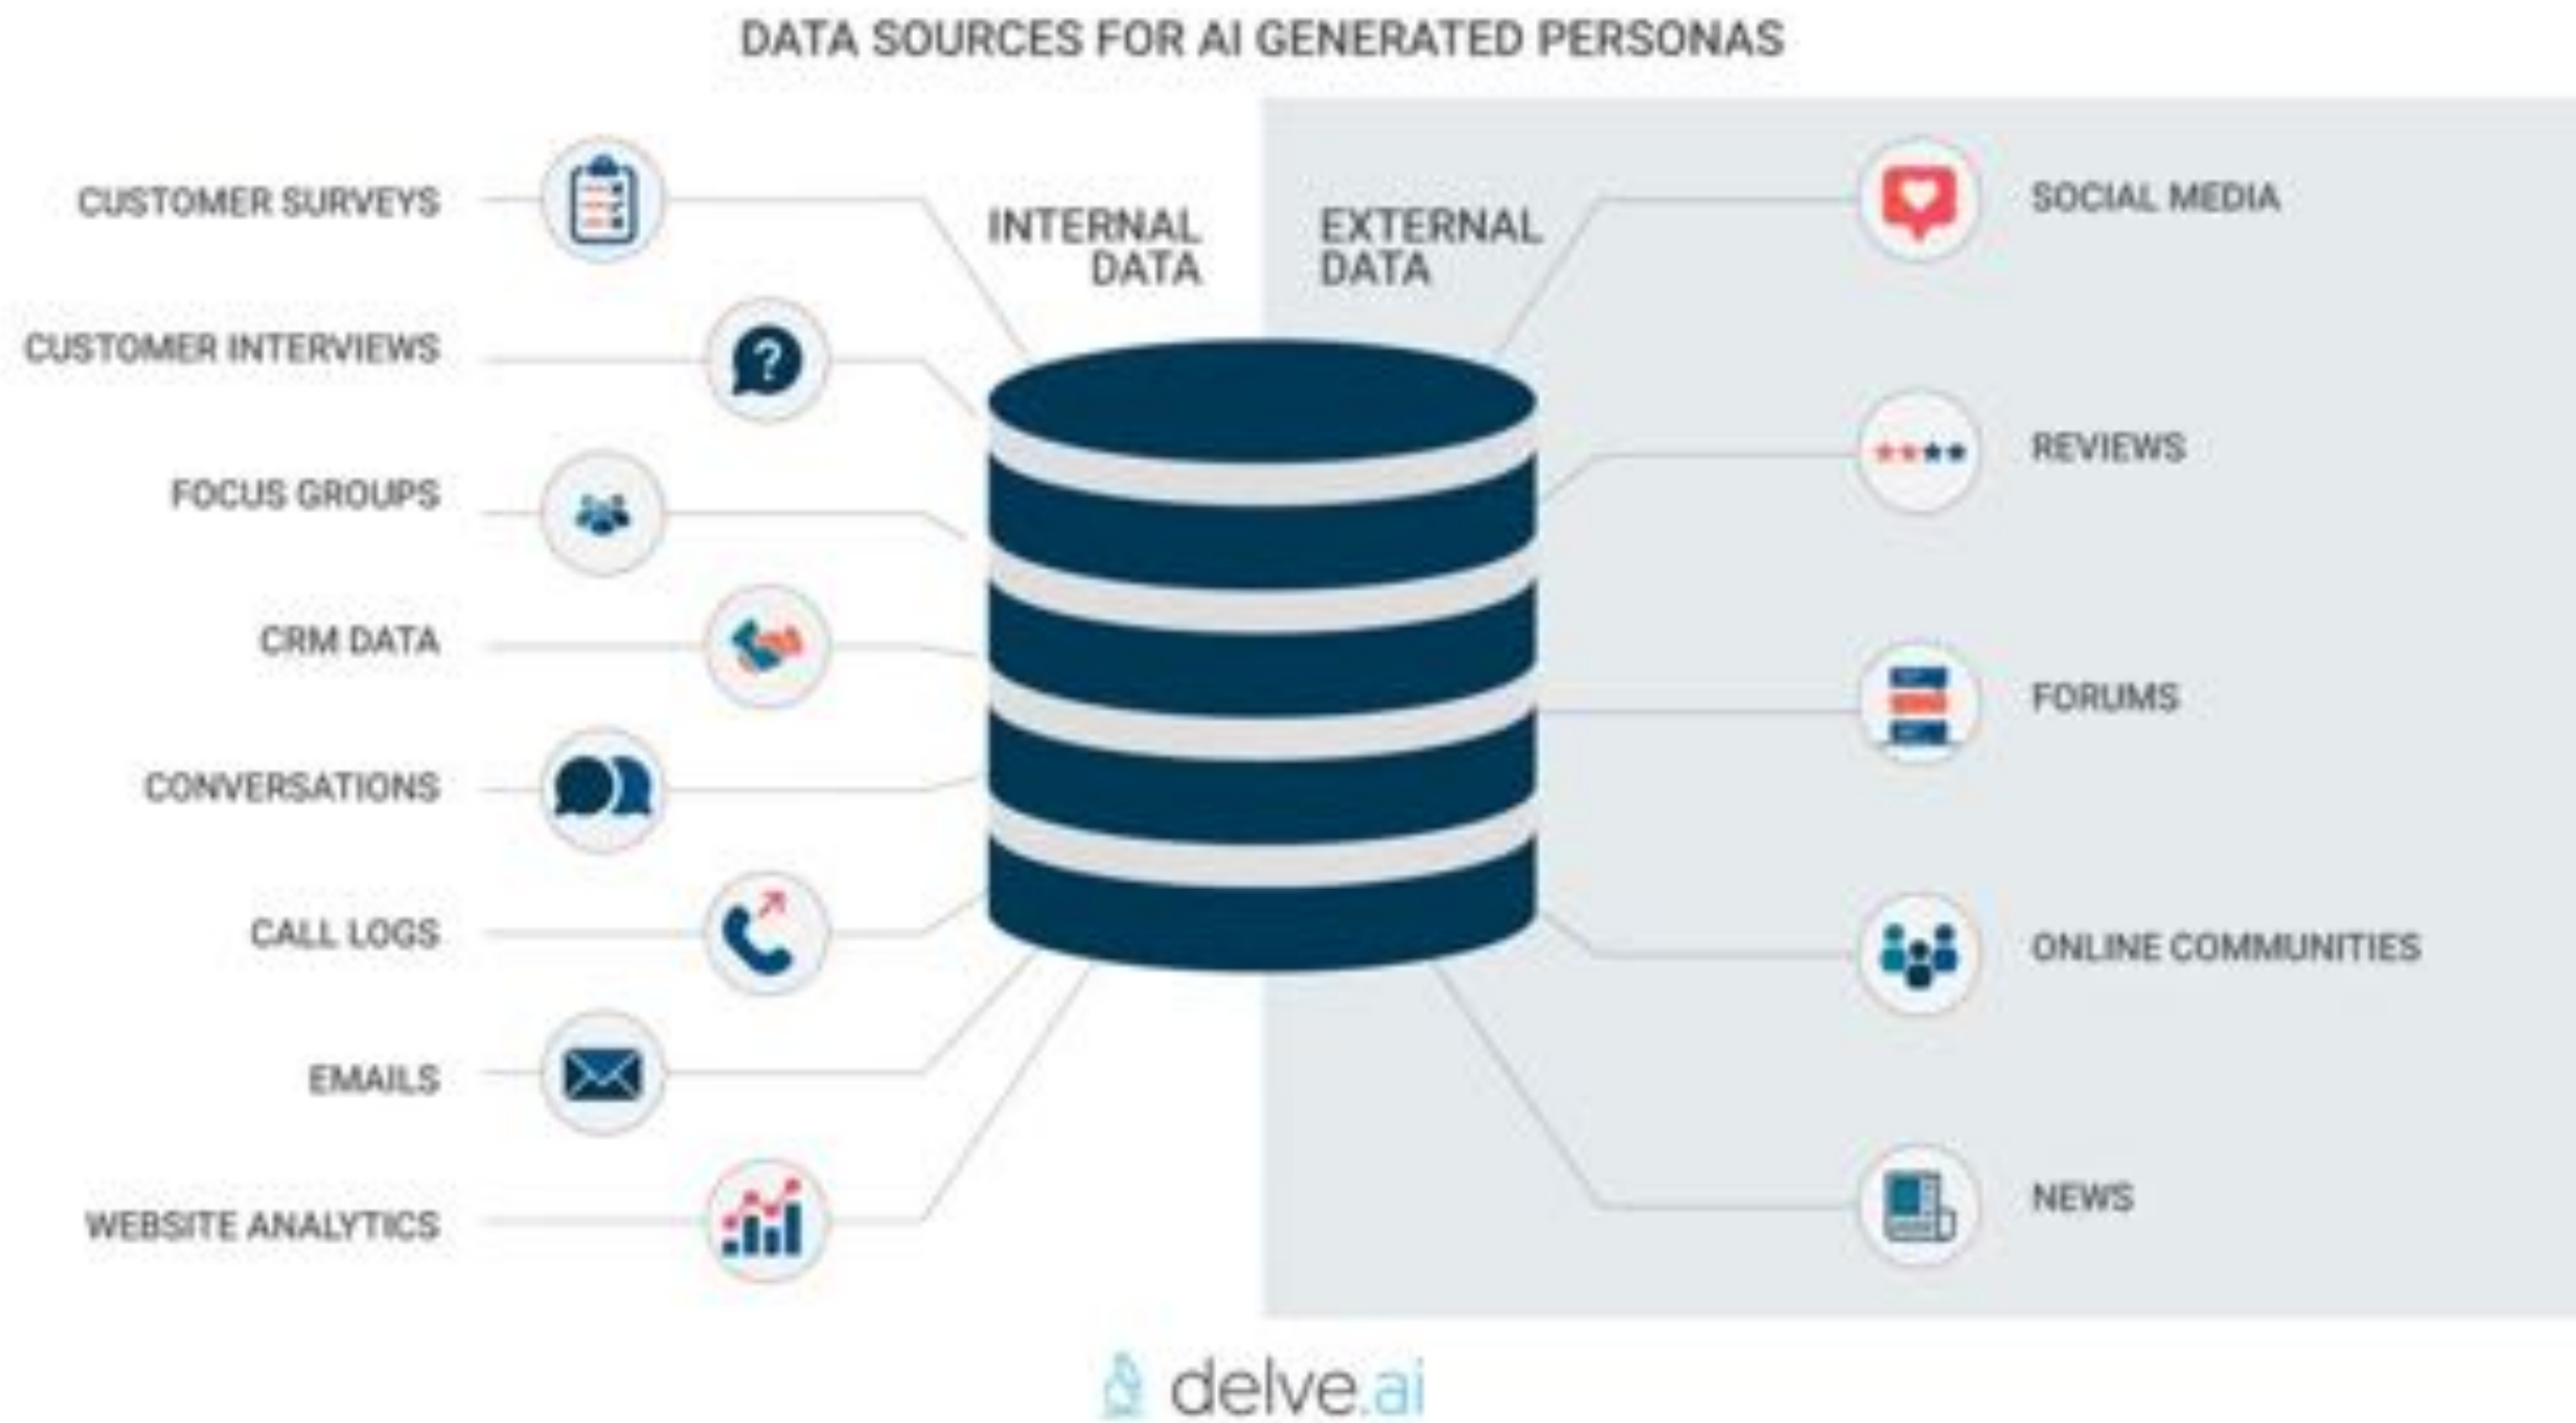 DATA SOURCES FOR AI GENERATED PERSONAS
INTERNAL
DATA
CUSTOMER SURVEYS
CUSTOMER INTERVIEWS
?
FOCUS GROUPS
CRM DATA
CONVERSATIONS
CALL LOGS
EMAILS
WEBSITE ANALYTICS
EXTERNAL
DATA
SOCIAL MEDIA
REVIEWS
FORUMS
ONLINE COMMUNITIES
NEWS
delve.ai